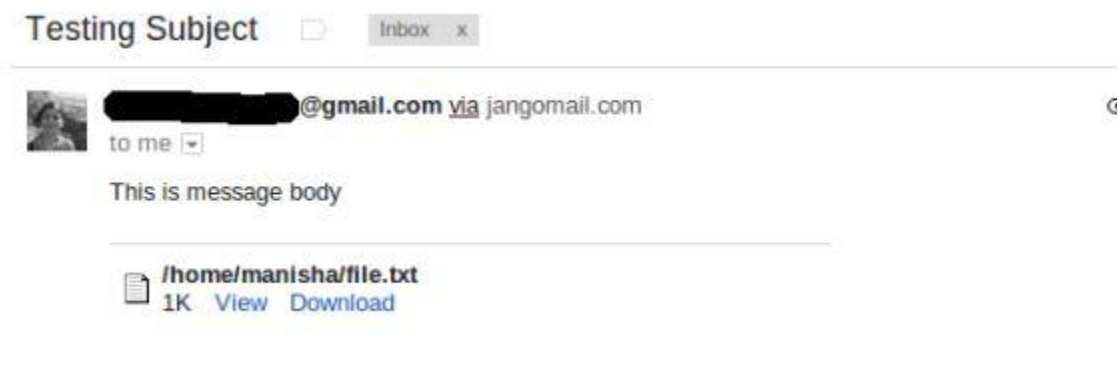 Testing Subject Inbox x
@gmail.com via jangomail.com
to me
This is message body
/home/manisha/file.txt
1K View Download